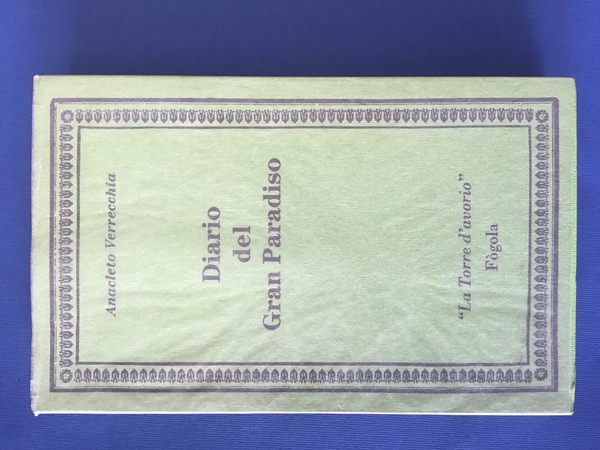 Anacleto Verrecchia
Diario
del
Gran Paradiso
“La Torre d’avorio”
Fògola